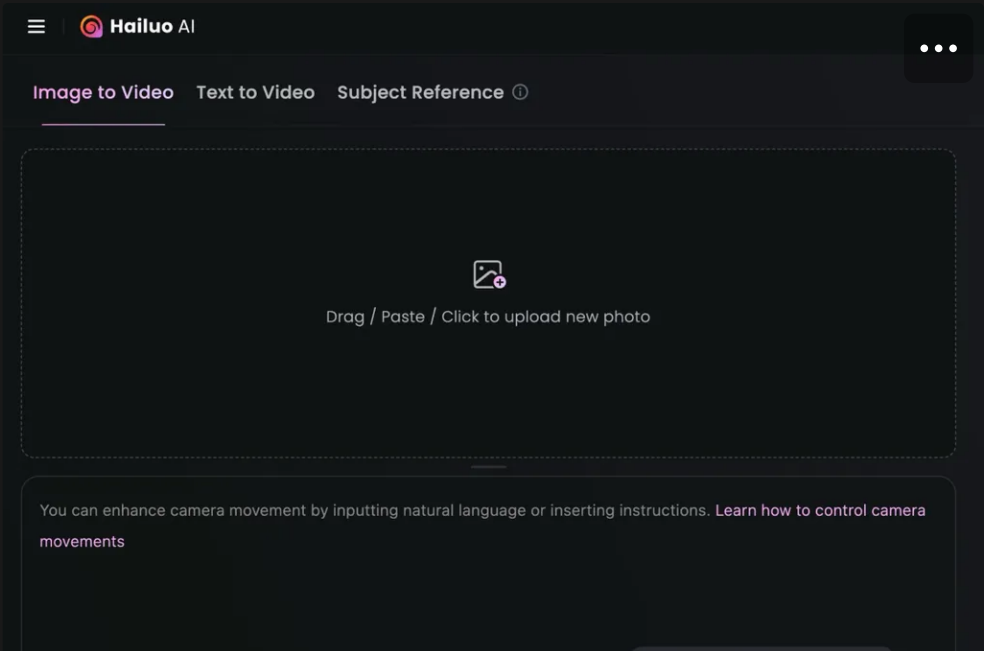 Hailuo AI
Image to Video Text to Video Subject Reference
Drag / Paste / Click to upload new photo
You can enhance camera movement by inputting natural language or inserting instructions. Learn how to control camera
movements